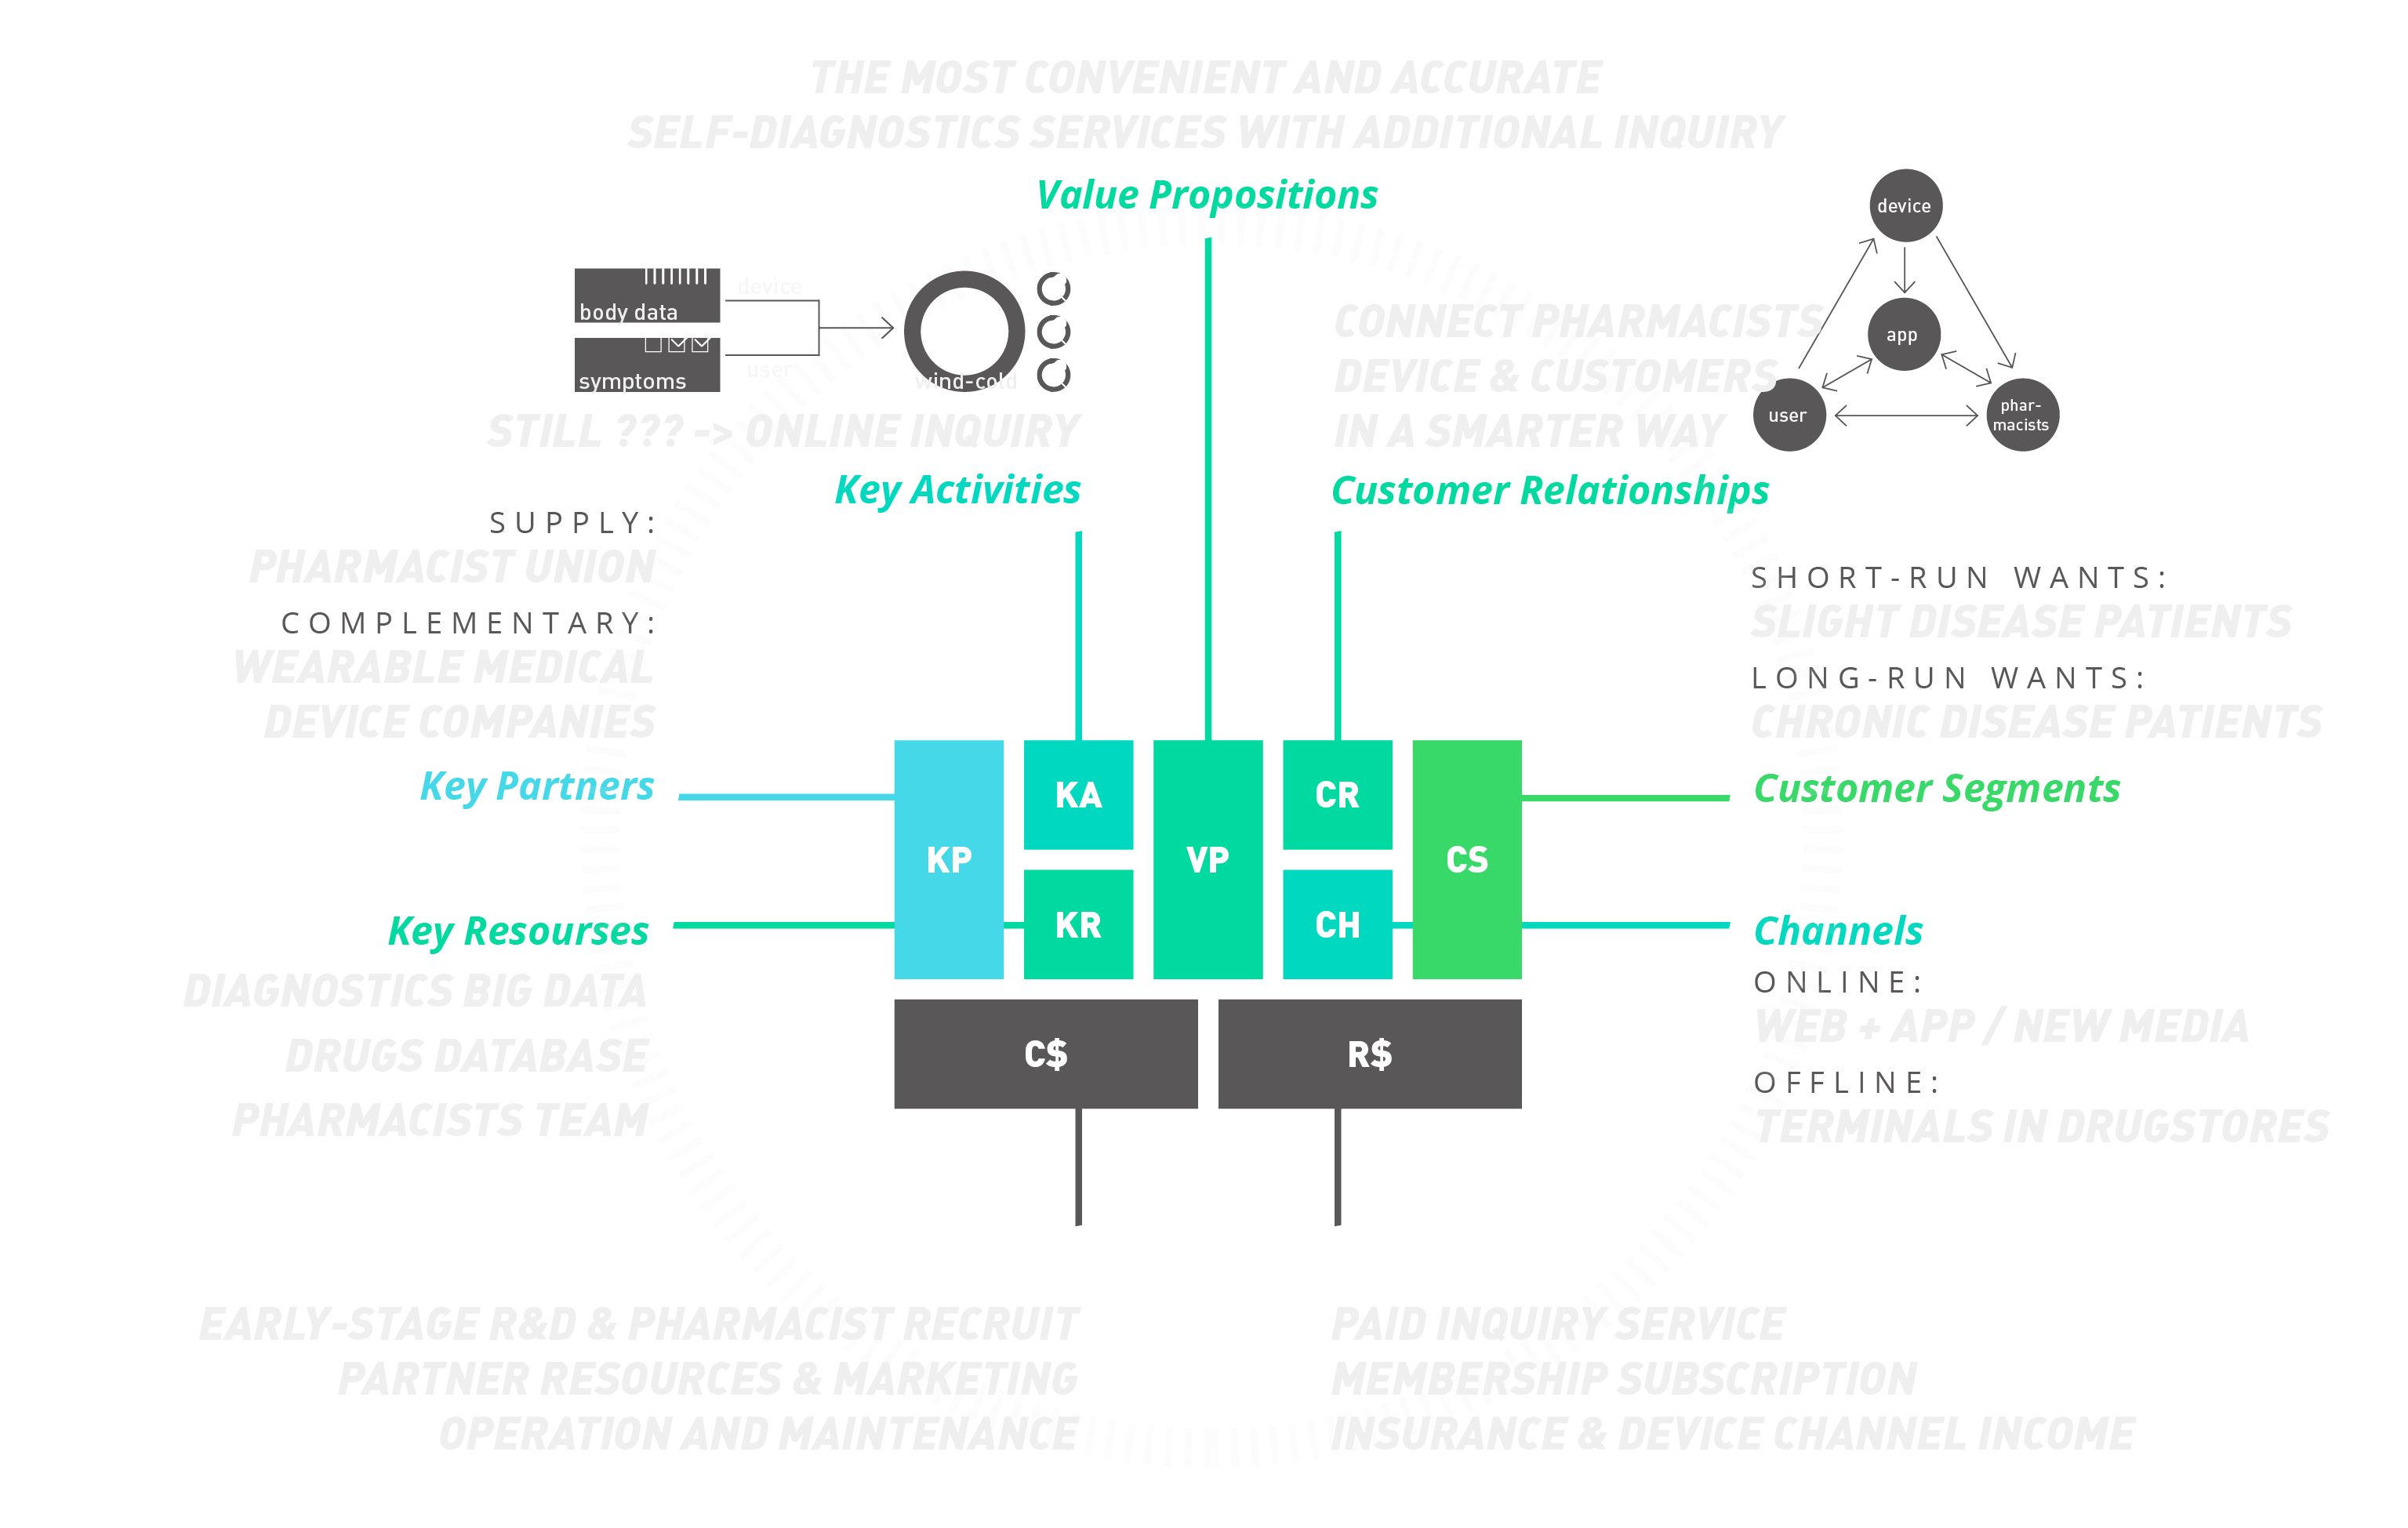 THE MOST CONVENIENT AND ACCURATE
SELF-DIAGNOSTICS SERVICES WITH ADDITIONAL INQUIRY
Value Propositions
body data
symptoms
device
user
wind-cold
STILL ??? -> ONLINE INQUIRY
Key Activities
CONNECT PHARMACISTS
DEVICE & CUSTOMERS
IN A SMARTER WAY
Customer Relationships
device
app
user
phar-
macists
SUPPLY:
PHARMACIST UNION
COMPLEMENTARY:
WEARABLE MEDICAL
DEVICE COMPANIES
Key Partners
SHORT-RUN WANTS:
SLIGHT DISEASE PATIENTS
LONG-RUN WANTS:
CHRONIC DISEASE PATIENTS
Customer Segments
KP
KA
KR
VP
CR
CH
CS
C$
R$
Key Resourses
DIAGNOSTICS BIG DATA
DRUGS DATABASE
PHARMACISTS TEAM
Channels
ONLINE:
WEB + APP / NEW MEDIA
OFFLINE:
TERMINALS IN DRUGSTORES
EARLY-STAGE R&D & PHARMACIST RECRUIT
PARTNER RESOURCES & MARKETING
OPERATION AND MAINTENANCE
PAID INQUIRY SERVICE
MEMBERSHIP SUBSCRIPTION
INSURANCE & DEVICE CHANNEL INCOME